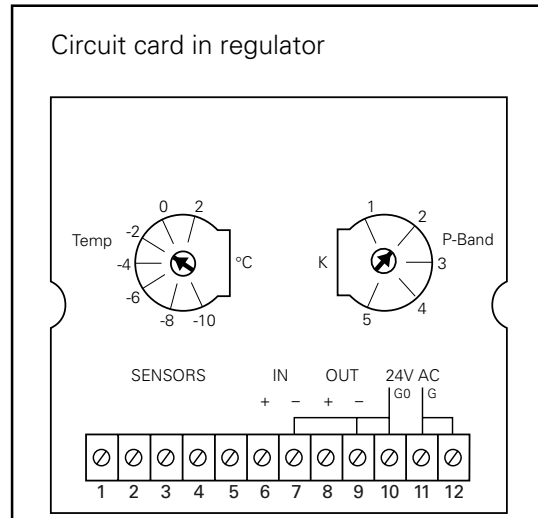 Circuit card in regulator
0 2
-2
Temp
-4 °C
-6
-8 -10
1 2
P-Band
K 3
5 4
SENSORS IN OUT 24V AC
+ – + – G0 G
1 2 3 4 5 6 7 8 9 10 11 12